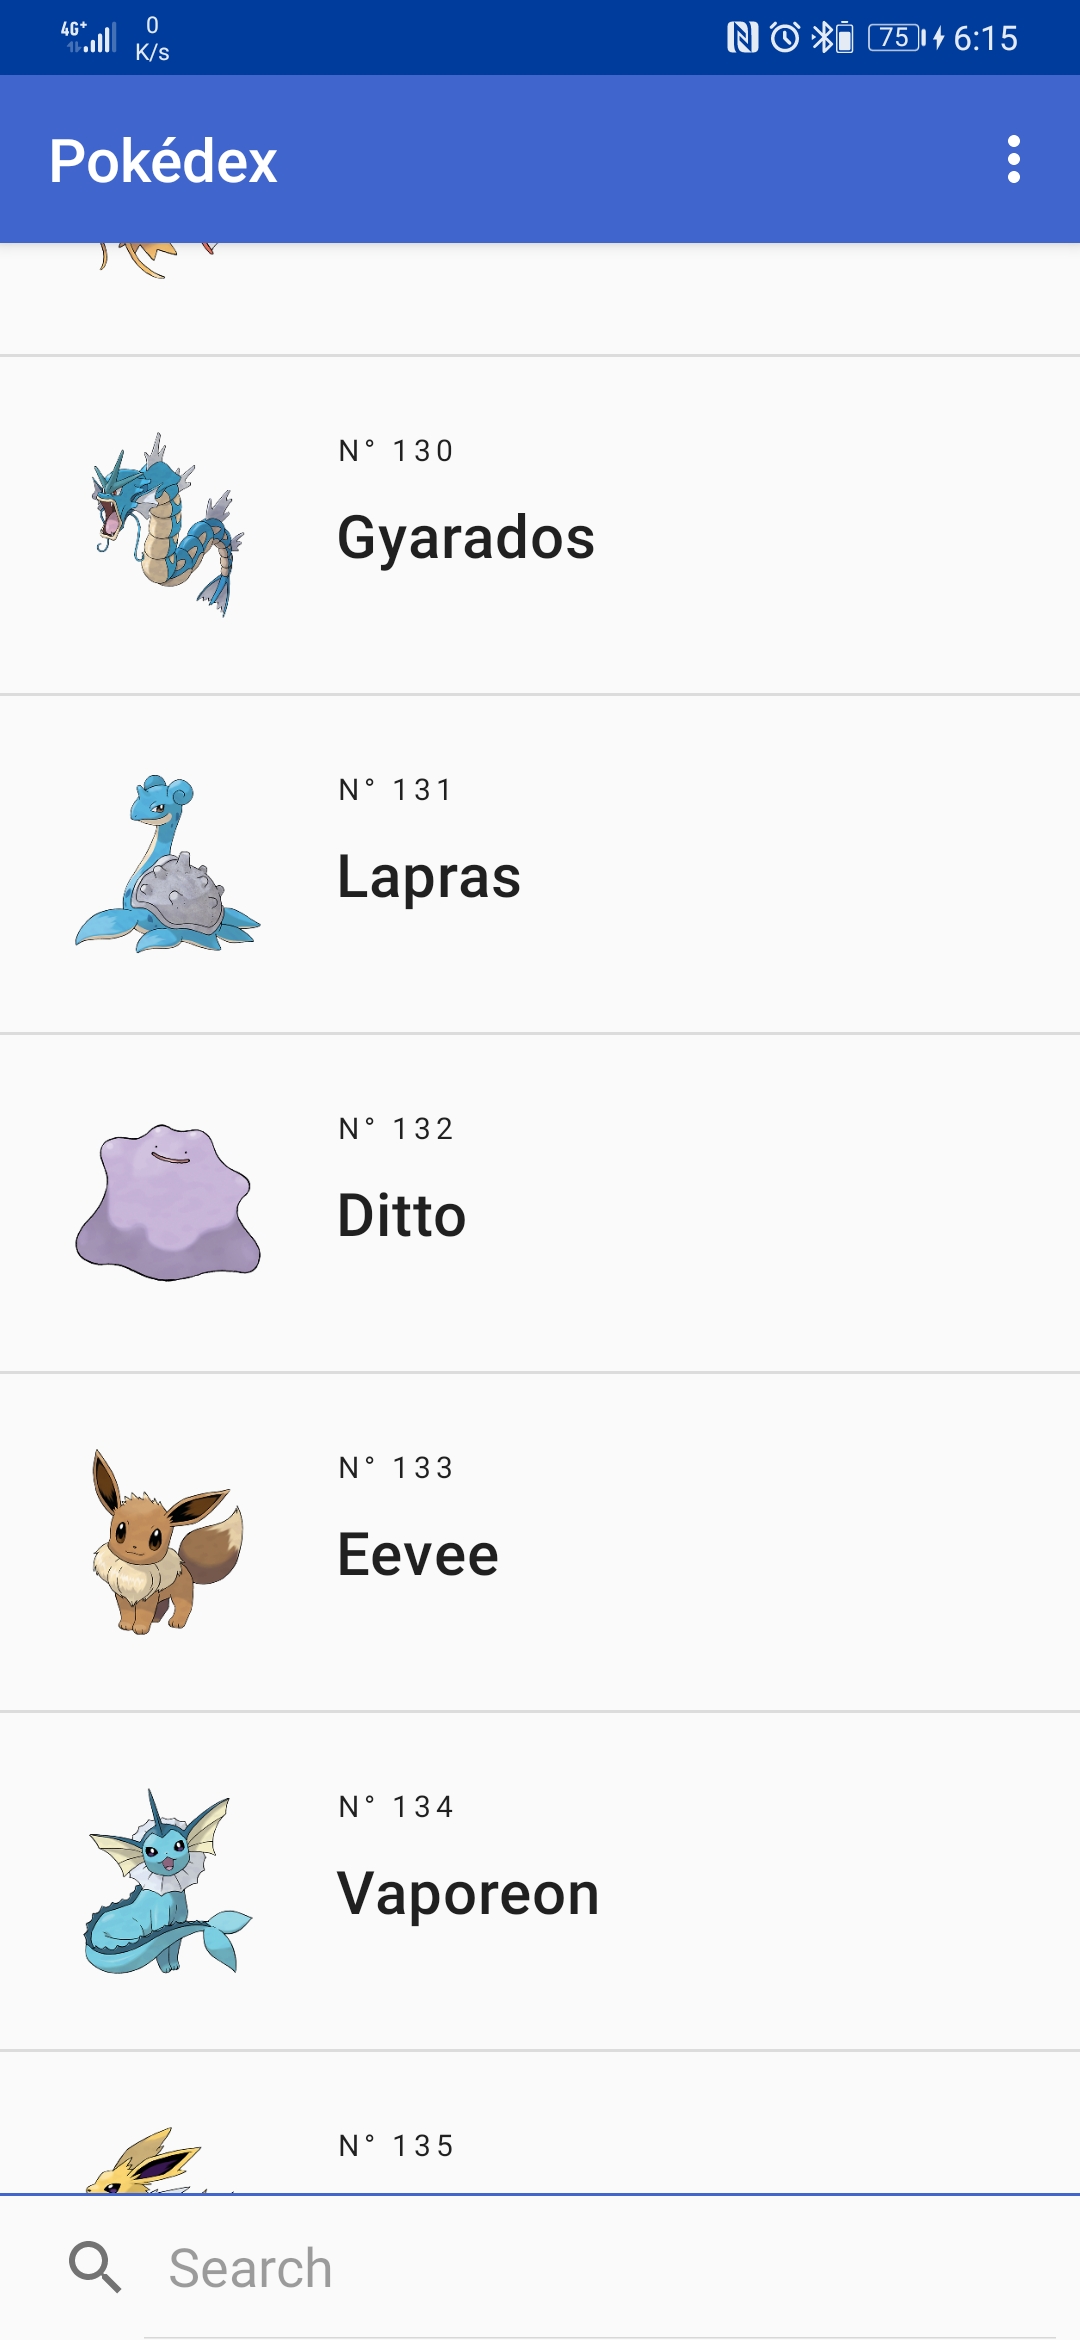 4G+
0
K/s
75
6:15
Pokédex
N° 130
Gyarados
N° 131
Lapras
N° 132
Ditto
N° 133
Eevee
N° 134
Vaporeon
N° 135
Search